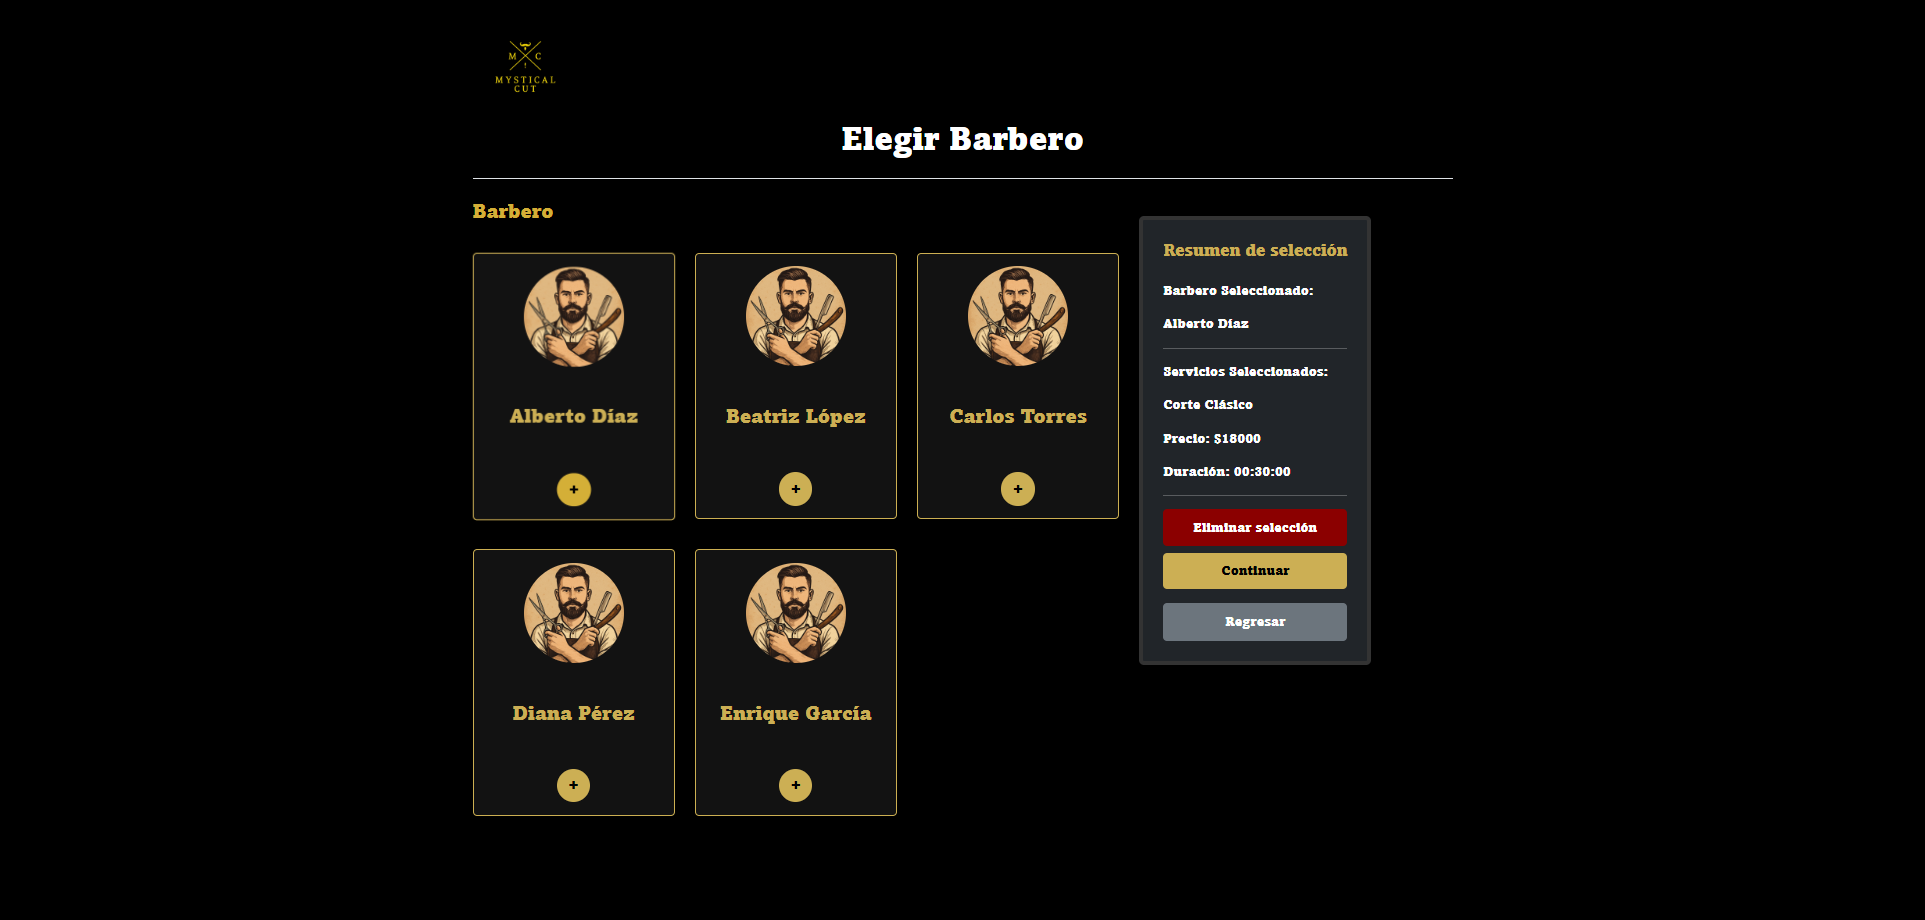 M C
MYSTICAL
CUT
Elegir Barbero
Barbero
Alberto Díaz
+
Beatriz López
+
Carlos Torres
+
Diana Pérez
+
Enrique García
+
Resumen de selección
Barbero Seleccionado:
Alberto Díaz
Servicios Seleccionados:
Corte Clásico
Precio: $18000
Duración: 00:30:00
Eliminar selección
Continuar
Regresar